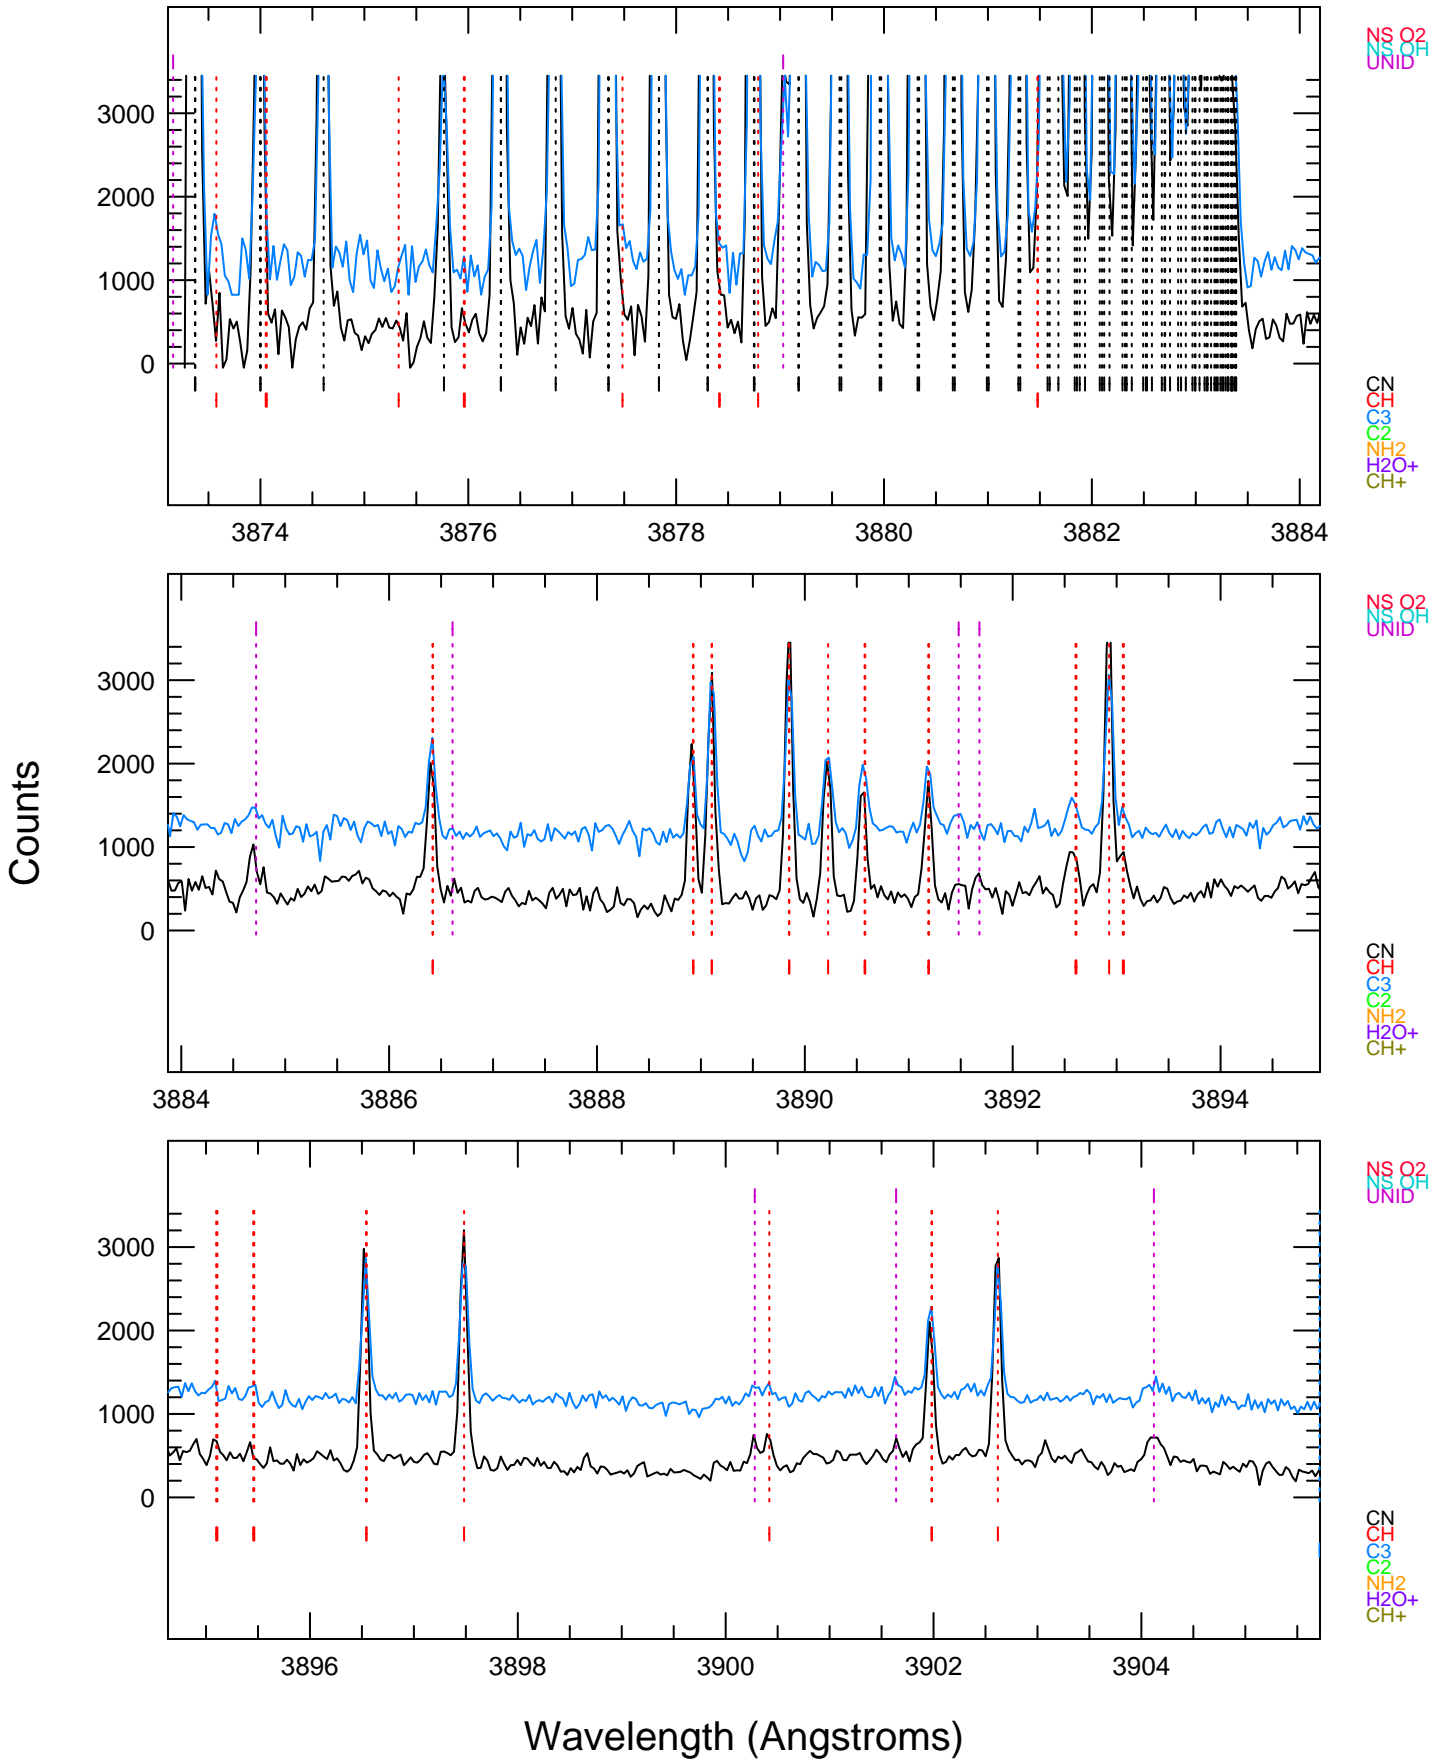 NS O2
NS OH
UNID
3000
2000
1000
0
CN
CH
C3
C2
NH2
H2O+
CH+
3874 3876 3878 3880 3882 3884
NS O2
NS OH
UNID
3000
2000
1000
0
CN
CH
C3
C2
NH2
H2O+
CH+
3884 3886 3888 3890 3892 3894
Counts
NS O2
NS OH
UNID
3000
2000
1000
0
CN
CH
C3
C2
NH2
H2O+
CH+
3896 3898 3900 3902 3904
Wavelength (Angstroms)